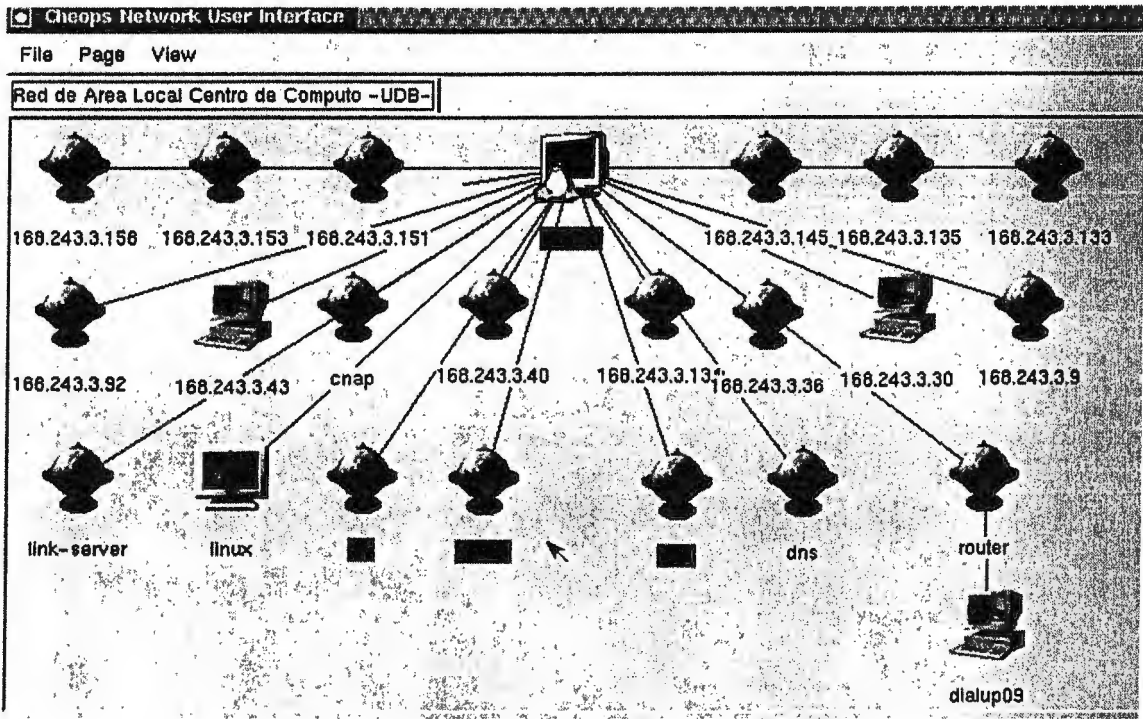 Cheops Network User Interface
File Page View
Red de Area Local Centro de Computo -UDB-
168.243.3.156 168.243.3.153 168.243.3.151 168.243.3.145 168.243.3.135 168.243.3.133
168.243.3.92 168.243.3.43 cnap 168.243.3.40 168.243.3.36 168.243.3.30 168.243.3.9
link-server linux dns router
dialup09